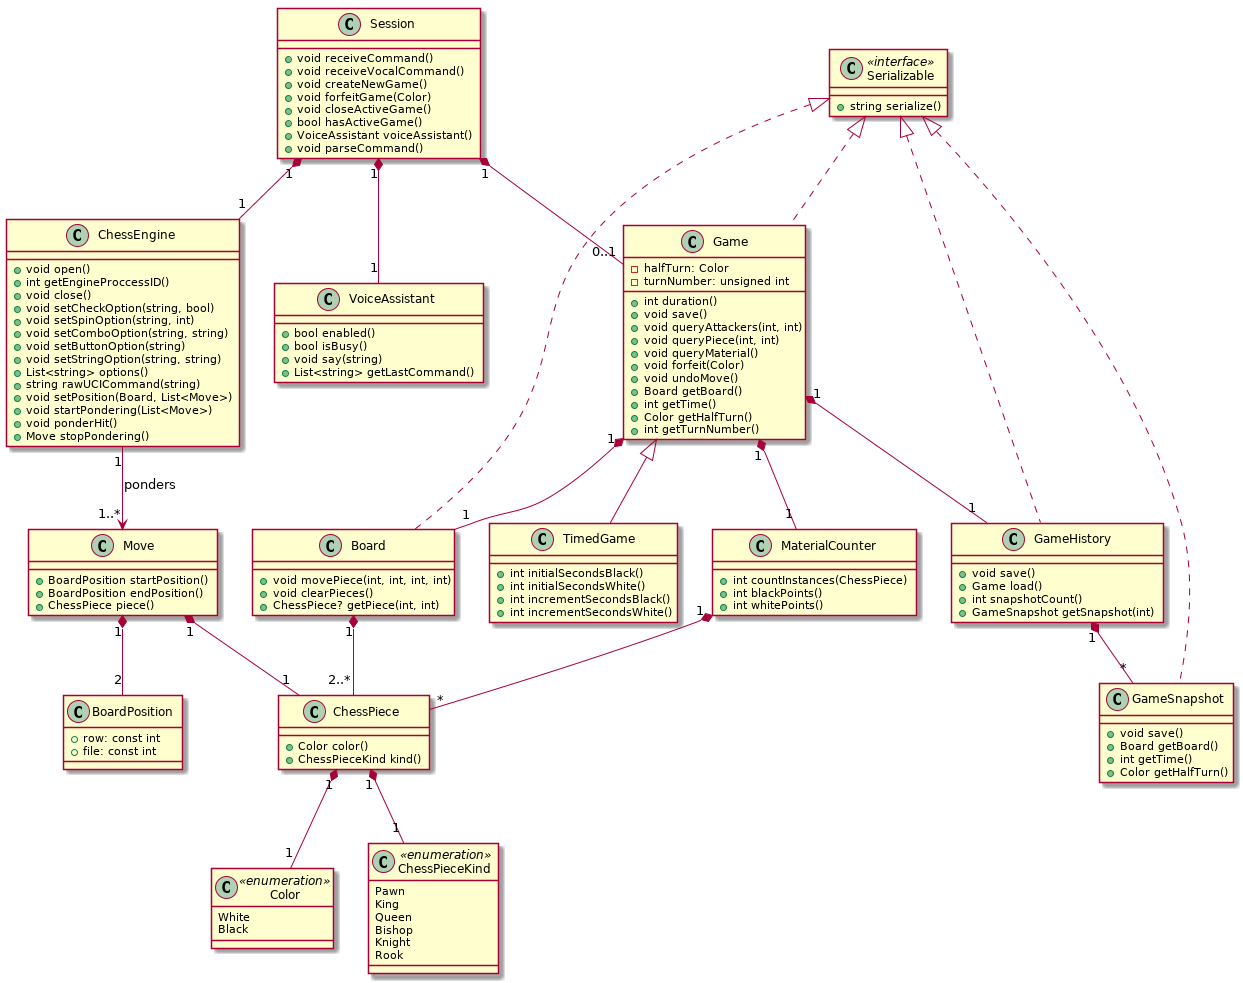 C Session
void receiveCommand()
void receiveVocalCommand()
void createNewGame()
void forfeitGame(Color)
void closeActiveGame()
bool hasActiveGame()
VoiceAssistant voiceAssistant()
void parseCommand()
C «interface»
Serializable
string serialize()
1
1
1
1
1
0..1
C ChessEngine
void open()
int getEngineProccessID()
void close()
void setCheckOption(string, bool)
void setSpinOption(string, int)
void setComboOption(string, string)
void setButtonOption(string)
void setStringOption(string, string)
List<string> options()
string rawUCICommand(string)
void setPosition(Board, List<Move>)
void startPondering(List<Move>)
void ponderHit()
Move stopPondering()
C VoiceAssistant
bool enabled()
bool isBusy()
void say(string)
List<string> getLastCommand()
C Game
halfTurn: Color
turnNumber: unsigned int
int duration()
void save()
void queryAttackers(int, int)
void queryPiece(int, int)
void queryMaterial()
void forfeit(Color)
void undoMove()
Board getBoard()
int getTime()
Color getHalfTurn()
int getTurnNumber()
1
ponders
1..*
1
1
1
1
1
1
C Move
BoardPosition startPosition()
BoardPosition endPosition()
ChessPiece piece()
C Board
void movePiece(int, int, int, int)
void clearPieces()
ChessPiece? getPiece(int, int)
C TimedGame
int initialSecondsBlack()
int initialSecondsWhite()
int incrementSecondsBlack()
int incrementSecondsWhite()
C MaterialCounter
int countInstances(ChessPiece)
int blackPoints()
int whitePoints()
C GameHistory
void save()
Game load()
int snapshotCount()
GameSnapshot getSnapshot(int)
1
2
1
1
1
2..*
1
*
1
*
C BoardPosition
row: const int
file: const int
C ChessPiece
Color color()
ChessPieceKind kind()
C GameSnapshot
void save()
Board getBoard()
int getTime()
Color getHalfTurn()
1
1
1
1
C «enumeration»
Color
White
Black
C «enumeration»
ChessPieceKind
Pawn
King
Queen
Bishop
Knight
Rook